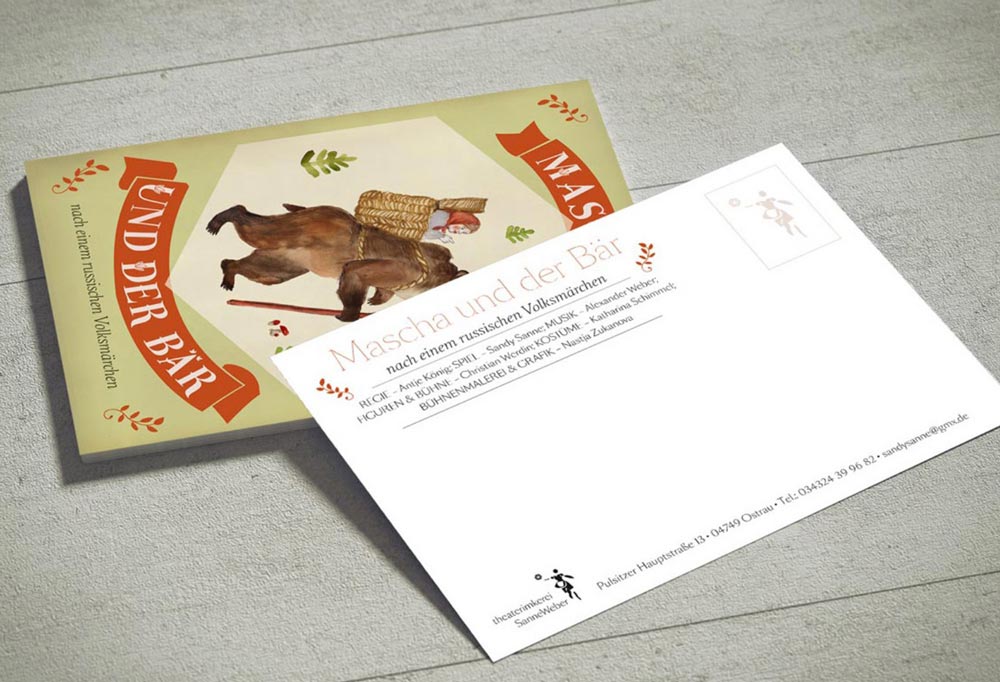 MAS
UND DER BÄR
nach einem russischen Volksmärchen
Mascha und der Bär
nach einem russischen Volksmärchen
REGIE – Antje König; SPIEL – Sandy Sanne; MUSIK – Alexander Weber;
FIGUREN & BÜHNE – Christian Werdin; KOSTÜME – Katharina Schimmel;
BÜHNENMALEREI & GRAFIK – Nastja Zukanova
theaterimkerei
SanneWeber
Pulsitzer Hauptstraße 13 • 04749 Ostrau • Tel.: 034324 39 96 82 • sandysanne@gmx.de